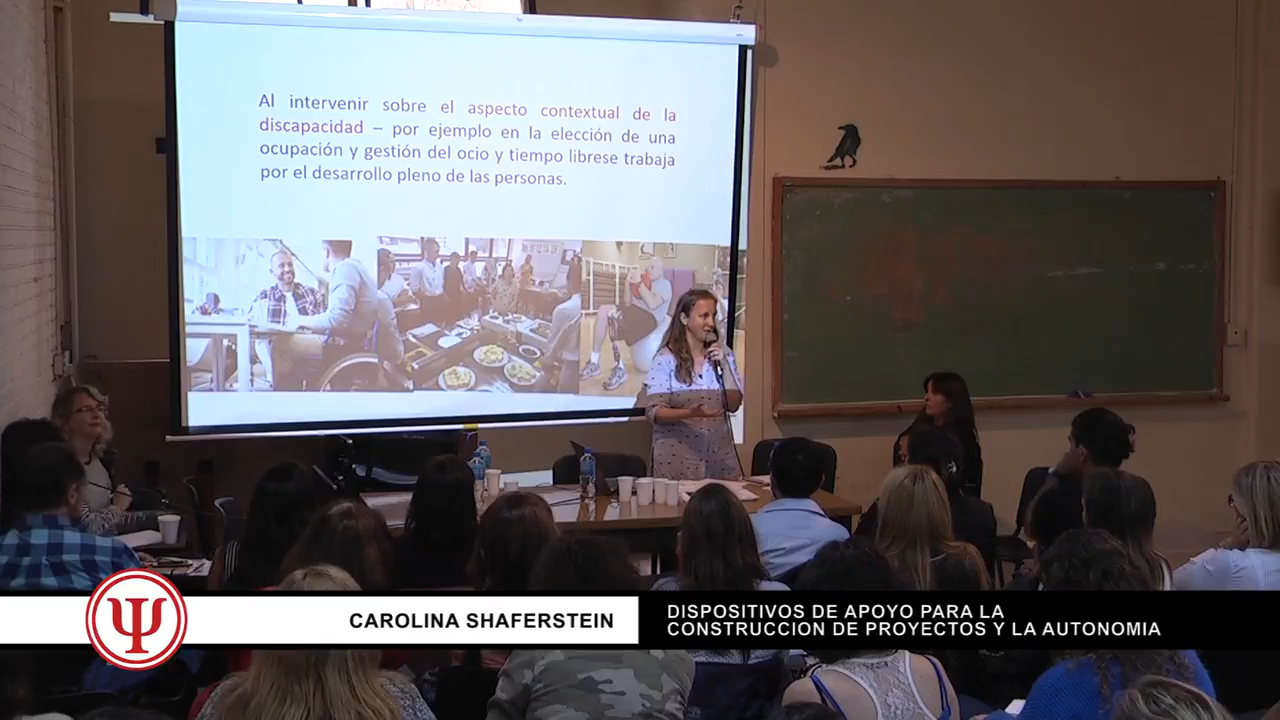 Al intervenir sobre el aspecto contextual de la
discapacidad – por ejemplo en la elección de una
ocupación y gestión del ocio y tiempo librese trabaja
por el desarrollo pleno de las personas.
Ψ
CAROLINA SHAFERSTEIN
DISPOSITIVOS DE APOYO PARA LA
CONSTRUCCION DE PROYECTOS Y LA AUTONOMIA